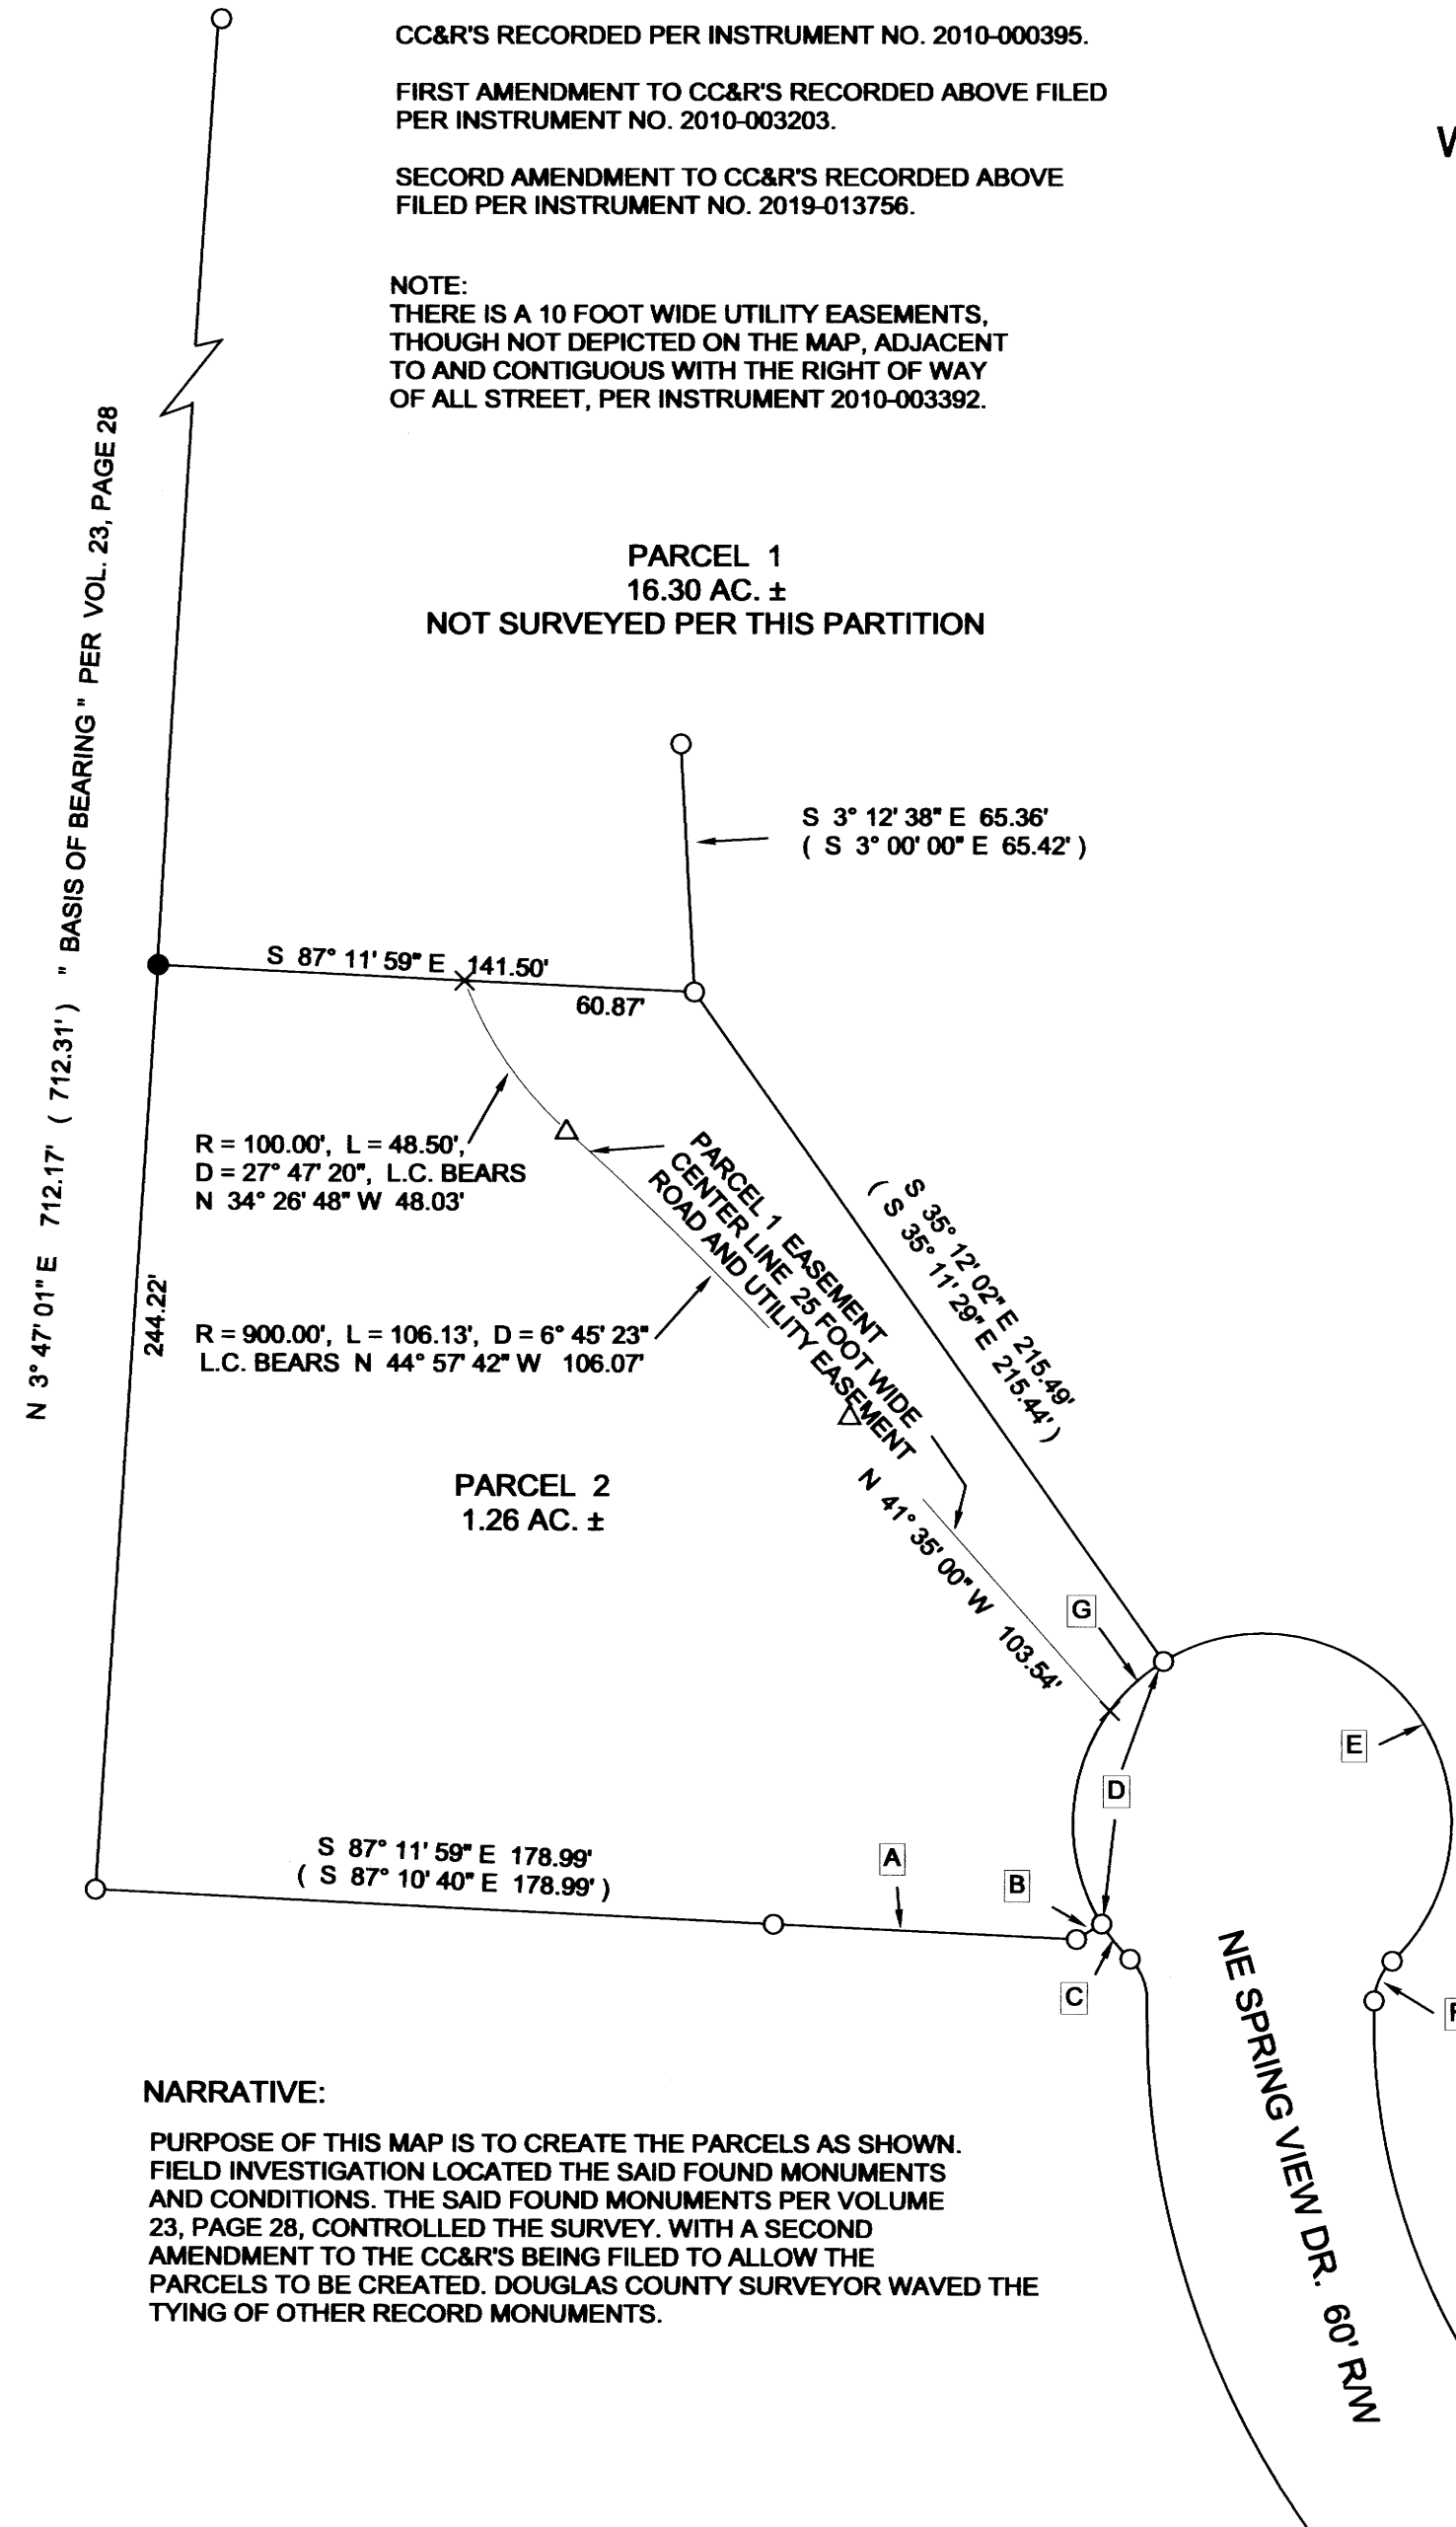 CC&R'S RECORDED PER INSTRUMENT NO. 2010-000395.
FIRST AMENDMENT TO CC&R'S RECORDED ABOVE FILED
PER INSTRUMENT NO. 2010-003203.
SECORD AMENDMENT TO CC&R'S RECORDED ABOVE
FILED PER INSTRUMENT NO. 2019-013756.
NOTE:
THERE IS A 10 FOOT WIDE UTILITY EASEMENTS,
THOUGH NOT DEPICTED ON THE MAP, ADJACENT
TO AND CONTIGUOUS WITH THE RIGHT OF WAY
OF ALL STREET, PER INSTRUMENT 2010-003392.
N 3° 47' 01" E 712.17' ( 712.31' ) " BASIS OF BEARING " PER VOL. 23, PAGE 28
PARCEL 1
16.30 AC. ±
NOT SURVEYED PER THIS PARTITION
S 3° 12' 38" E 65.36'
( S 3° 00' 00" E 65.42' )
S 87° 11' 59" E 141.50'
60.87'
R = 100.00', L = 48.50',
D = 27° 47' 20", L.C. BEARS
N 34° 26' 48" W 48.03'
PARCEL 1 EASEMENT
CENTER LINE 25 FOOT WIDE
ROAD AND UTILITY EASEMENT
S 35° 12' 02" E 215.49'
( S 35° 11' 29" E 215.44' )
244.22'
R = 900.00', L = 106.13', D = 6° 45' 23"
L.C. BEARS N 44° 57' 42" W 106.07'
PARCEL 2
1.26 AC. ±
N 41° 35' 00" W 103.54'
G
E
D
S 87° 11' 59" E 178.99'
( S 87° 10' 40" E 178.99' )
A
B
C
NE SPRING VIEW DR. 60' R/W
NARRATIVE:
PURPOSE OF THIS MAP IS TO CREATE THE PARCELS AS SHOWN.
FIELD INVESTIGATION LOCATED THE SAID FOUND MONUMENTS
AND CONDITIONS. THE SAID FOUND MONUMENTS PER VOLUME
23, PAGE 28, CONTROLLED THE SURVEY. WITH A SECOND
AMENDMENT TO THE CC&R'S BEING FILED TO ALLOW THE
PARCELS TO BE CREATED. DOUGLAS COUNTY SURVEYOR WAVED THE
TYING OF OTHER RECORD MONUMENTS.